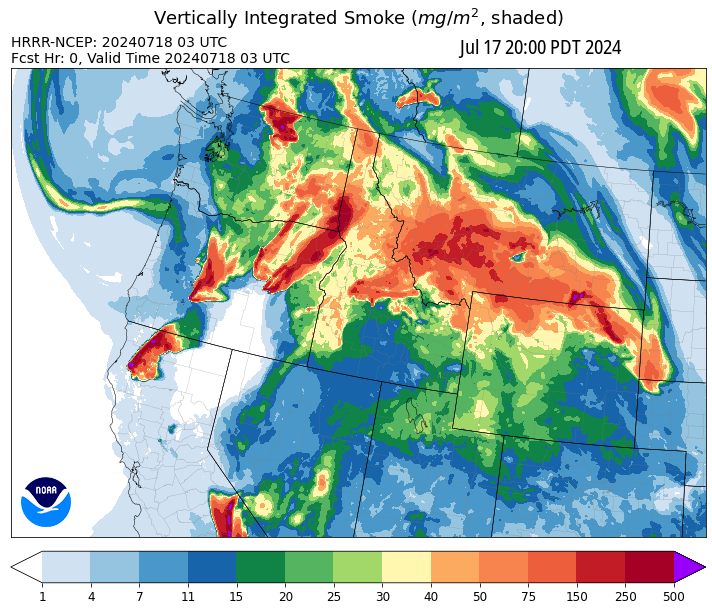 Vertically Integrated Smoke (mg/m², shaded)
HRRR-NCEP: 20240718 03 UTC
Fcst Hr: 0, Valid Time 20240718 03 UTC
Jul 17 20:00 PDT 2024
NOAA
1 4 7 11 15 20 25 30 40 50 75 150 250 500